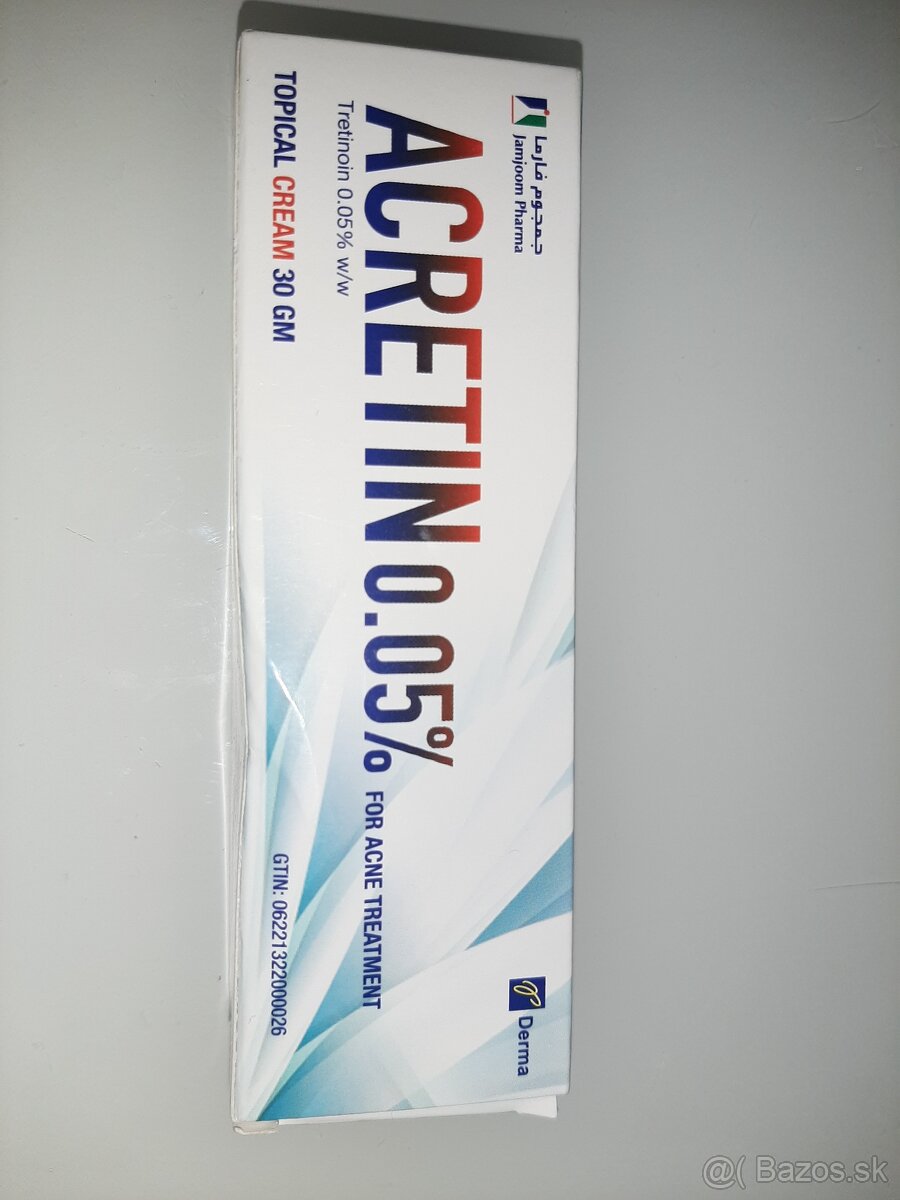 جمجوم فارما
Jamjoom Pharma
ACRETIN 0.05%
Tretinoin 0.05% w/w
FOR ACNE TREATMENT
TOPICAL CREAM 30 GM
GTIN: 06221322000026
Derma
@( Bazos.sk